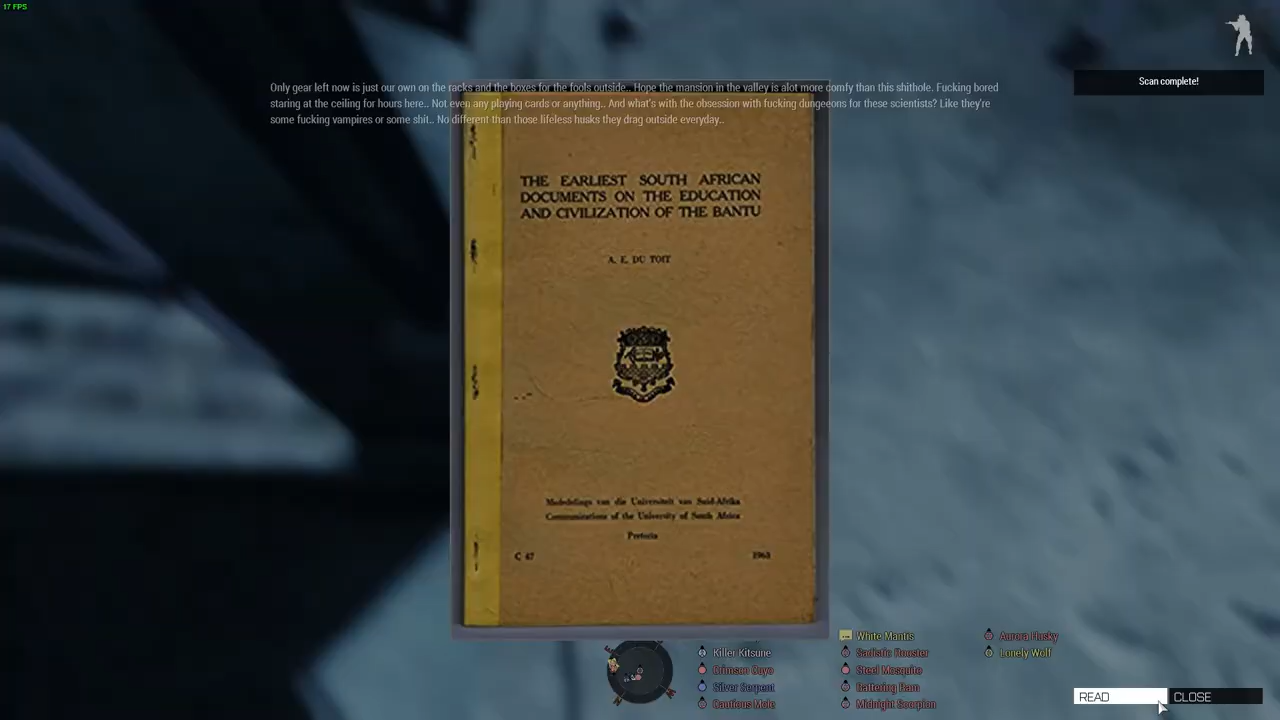 17 FPS
Only gear left now is just our own on the racks and the boxes for the fools outside.. Hope the mansion in the valley is alot more comfy than this shithole. Fucking bored
staring at the ceiling for hours here.. Not even any playing cards or anything.. And what's with the obsession with fucking dungeons for these scientists? Like they're
some fucking vampires or some shit.. No different than those lifeless husks they drag outside everyday..
Scan complete!
THE EARLIEST SOUTH AFRICAN
DOCUMENTS ON THE EDUCATION
AND CIVILIZATION OF THE BANTU
A. E. DU TOIT
Mededelings van die Universiteit van Suid-Afrika
Communications of the University of South Africa
Pretoria
C 47
1963
Killer Kitsune
Crimson Guyo
Silver Serpent
Cautious Mole
White Mantis
Sadistic Rooster
Steel Mosquito
Battering Ram
Midnight Scorpion
Aurora Husky
Lonely Wolf
READ
CLOSE